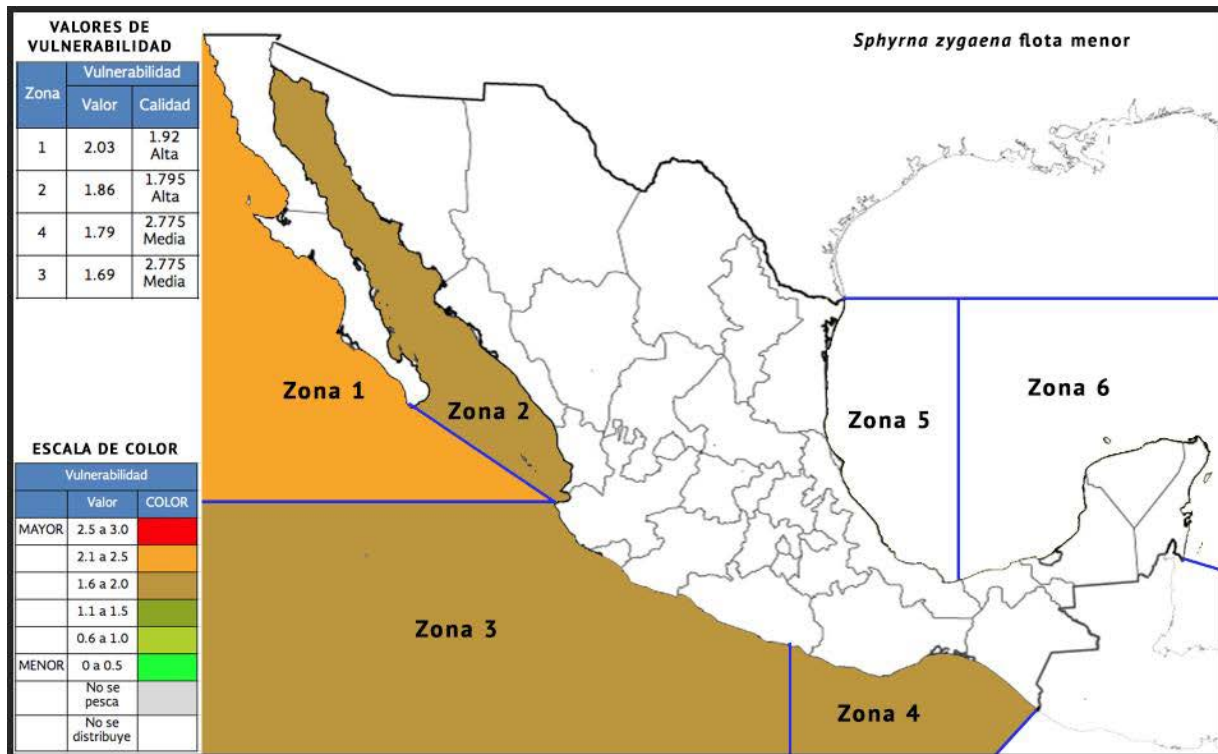 VALORES DE
VULNERABILIDAD
Zona Vulnerabilidad
Valor Calidad
1 2.03 1.92 Alta
2 1.86 1.795 Alta
4 1.79 2.775 Media
3 1.69 2.775 Media
Sphyrna zygaena flota menor
Zona 1
Zona 2
Zona 3
Zona 4
Zona 5
Zona 6
ESCALA DE COLOR
Vulnerabilidad
Valor COLOR
MAYOR 2.5 a 3.0
2.1 a 2.5
1.6 a 2.0
1.1 a 1.5
0.6 a 1.0
MENOR 0 a 0.5
No se
pesca
No se
distribuye